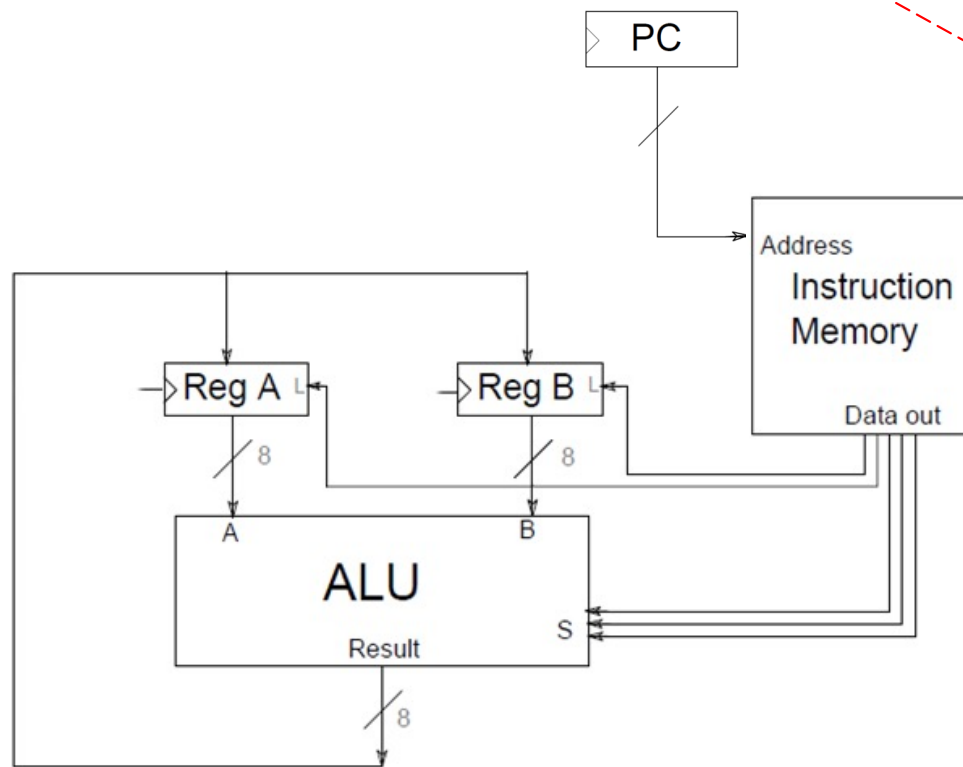 PC
Address
Instruction
Memory
Data out
Reg A L
Reg B L
8
8
A
B
ALU
S
Result
8